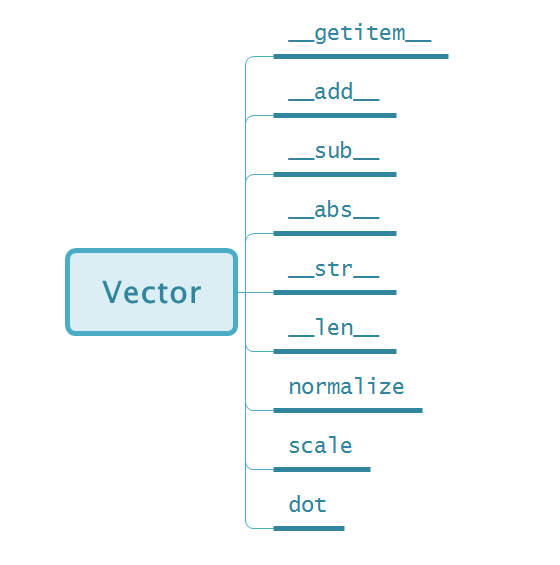 __getitem__
__add__
__sub__
__abs__
Vector
__str__
__len__
normalize
scale
dot